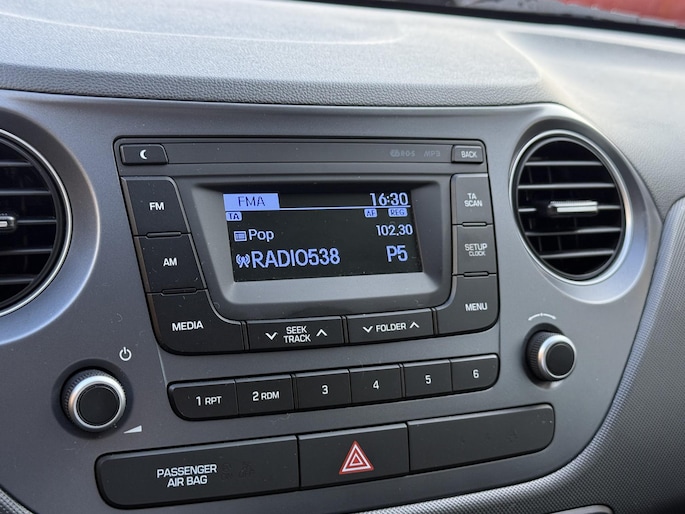 MP3
BACK
FM
FMA
16:30
TA
AF
REG
TA
SCAN
Pop
102.30
RADIO538
P5
SETUP
CLOCK
AM
MEDIA
SEEK
TRACK
FOLDER
MENU
1 RPT
2 RDM
3
4
5
6
PASSENGER
AIR BAG